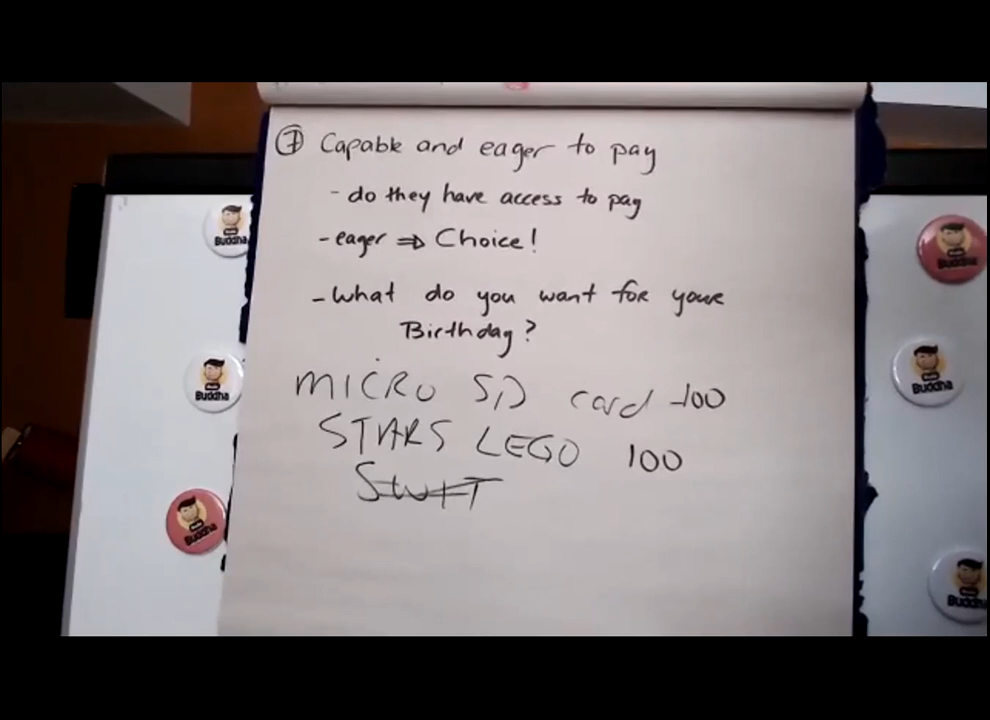 ⑦ Capable and eager to pay
- do they have access to pay
- eager ⇒ Choice!
- What do you want for your
Birthday?
MICRO SD card 100
STARS LEGO 100
Buddha
Buddha
Buddha
Buddha
Buddha
Buddha